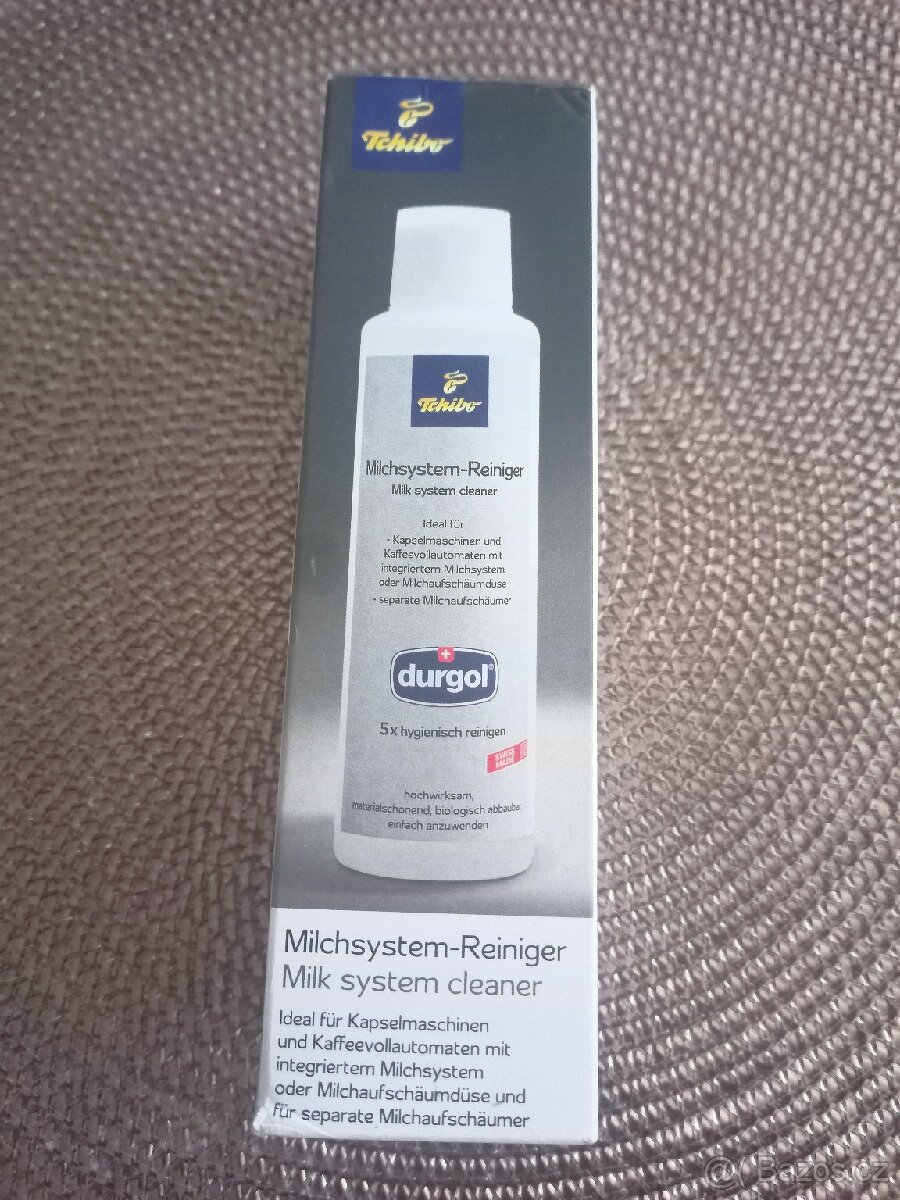 Tchibo
Tchibo
Milchsystem-Reiniger
Milk system cleaner
Ideal für
• Kapselmaschinen und
Kaffeevollautomaten mit
integriertem Milchsystem
oder Milchaufschäumdüse
• separate Milchaufschäumer
durgol®
5x hygienisch reinigen
SWISS
MADE
hochwirksam,
materialschonend, biologisch abbaubar,
einfach anzuwenden
Milchsystem-Reiniger
Milk system cleaner
Ideal für Kapselmaschinen
und Kaffeevollautomaten mit
integriertem Milchsystem
oder Milchaufschäumdüse und
für separate Milchaufschäumer
@ Bazos.cz